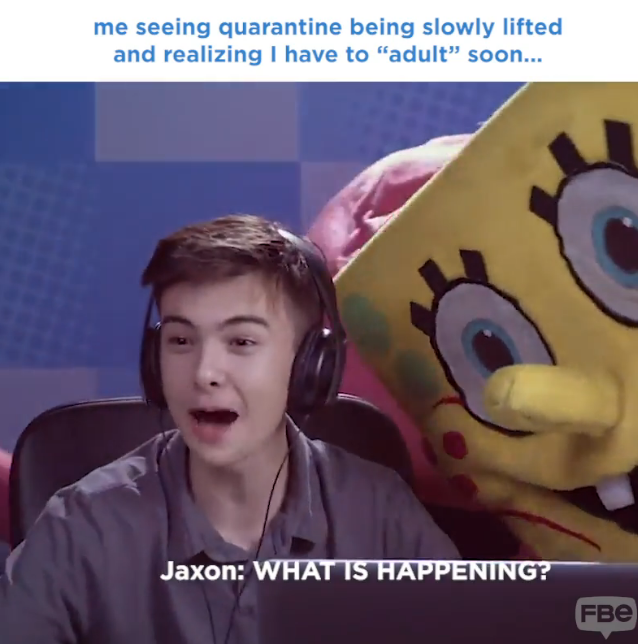 me seeing quarantine being slowly lifted
and realizing I have to “adult” soon...
Jaxon: WHAT IS HAPPENING?
FBE